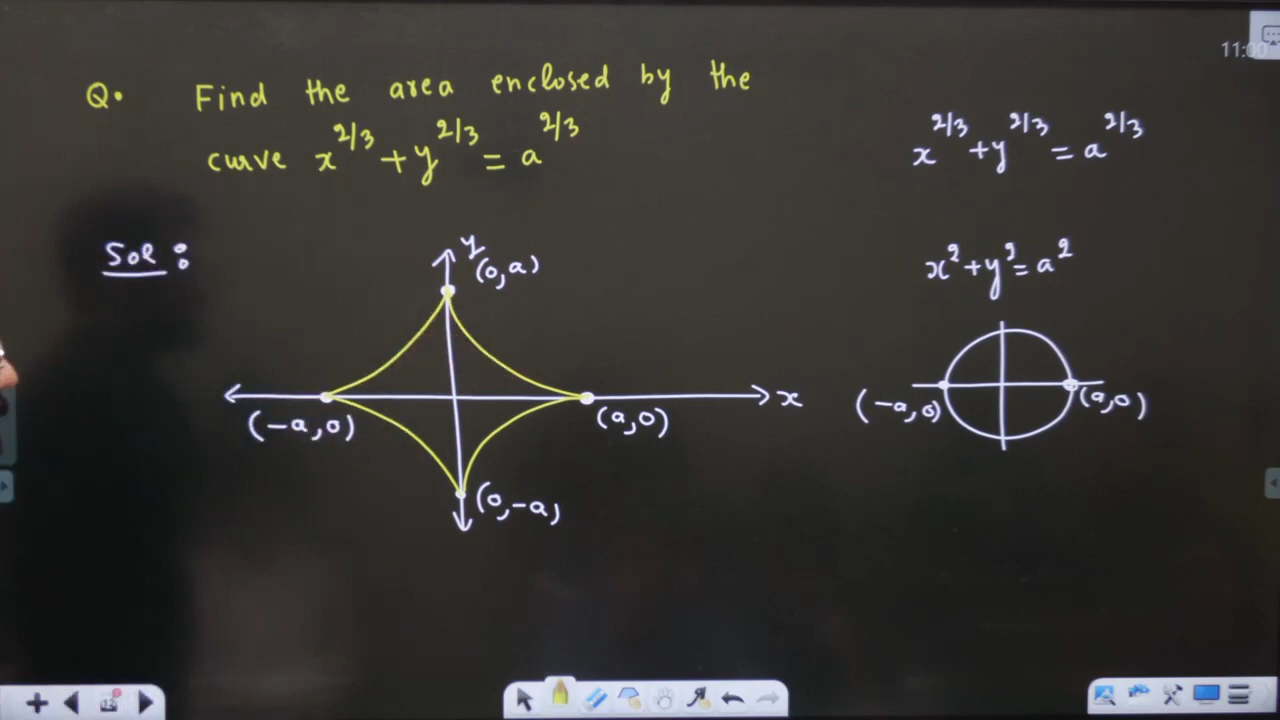 11:00
Q. Find the area enclosed by the
curve x^2/3 + y^2/3 = a^2/3
x^2/3 + y^2/3 = a^2/3
Sol :
y
(0, a)
x^2 + y^2 = a^2
x
(-a, 0)
(a, 0)
(0, -a)
(-a, 0)
(a, 0)
12